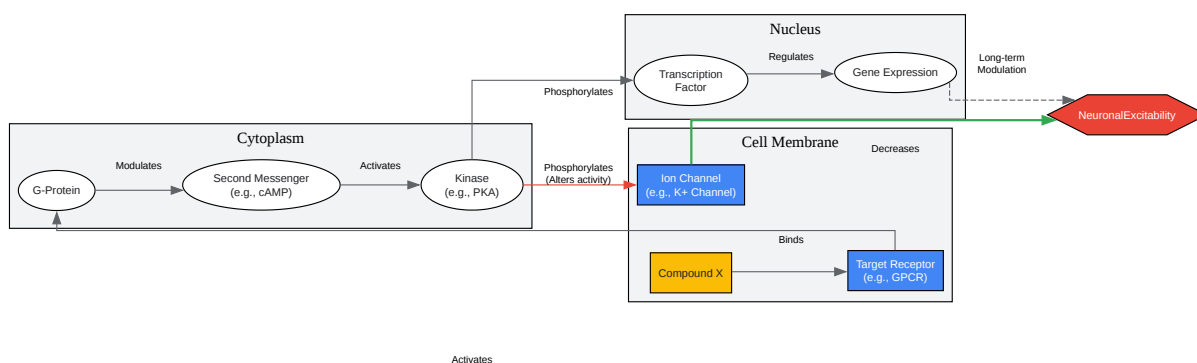 Nucleus
Long-term
Modulation
Regulates
Transcription
Factor
Gene Expression
Phosphorylates
NeuronalExcitability
Cytoplasm
Cell Membrane
Decreases
Modulates
Activates
Phosphorylates
(Alters activity)
G-Protein
Second Messenger
(e.g., cAMP)
Kinase
(e.g., PKA)
Ion Channel
(e.g., K+ Channel)
Binds
Compound X
Target Receptor
(e.g., GPCR)
Activates